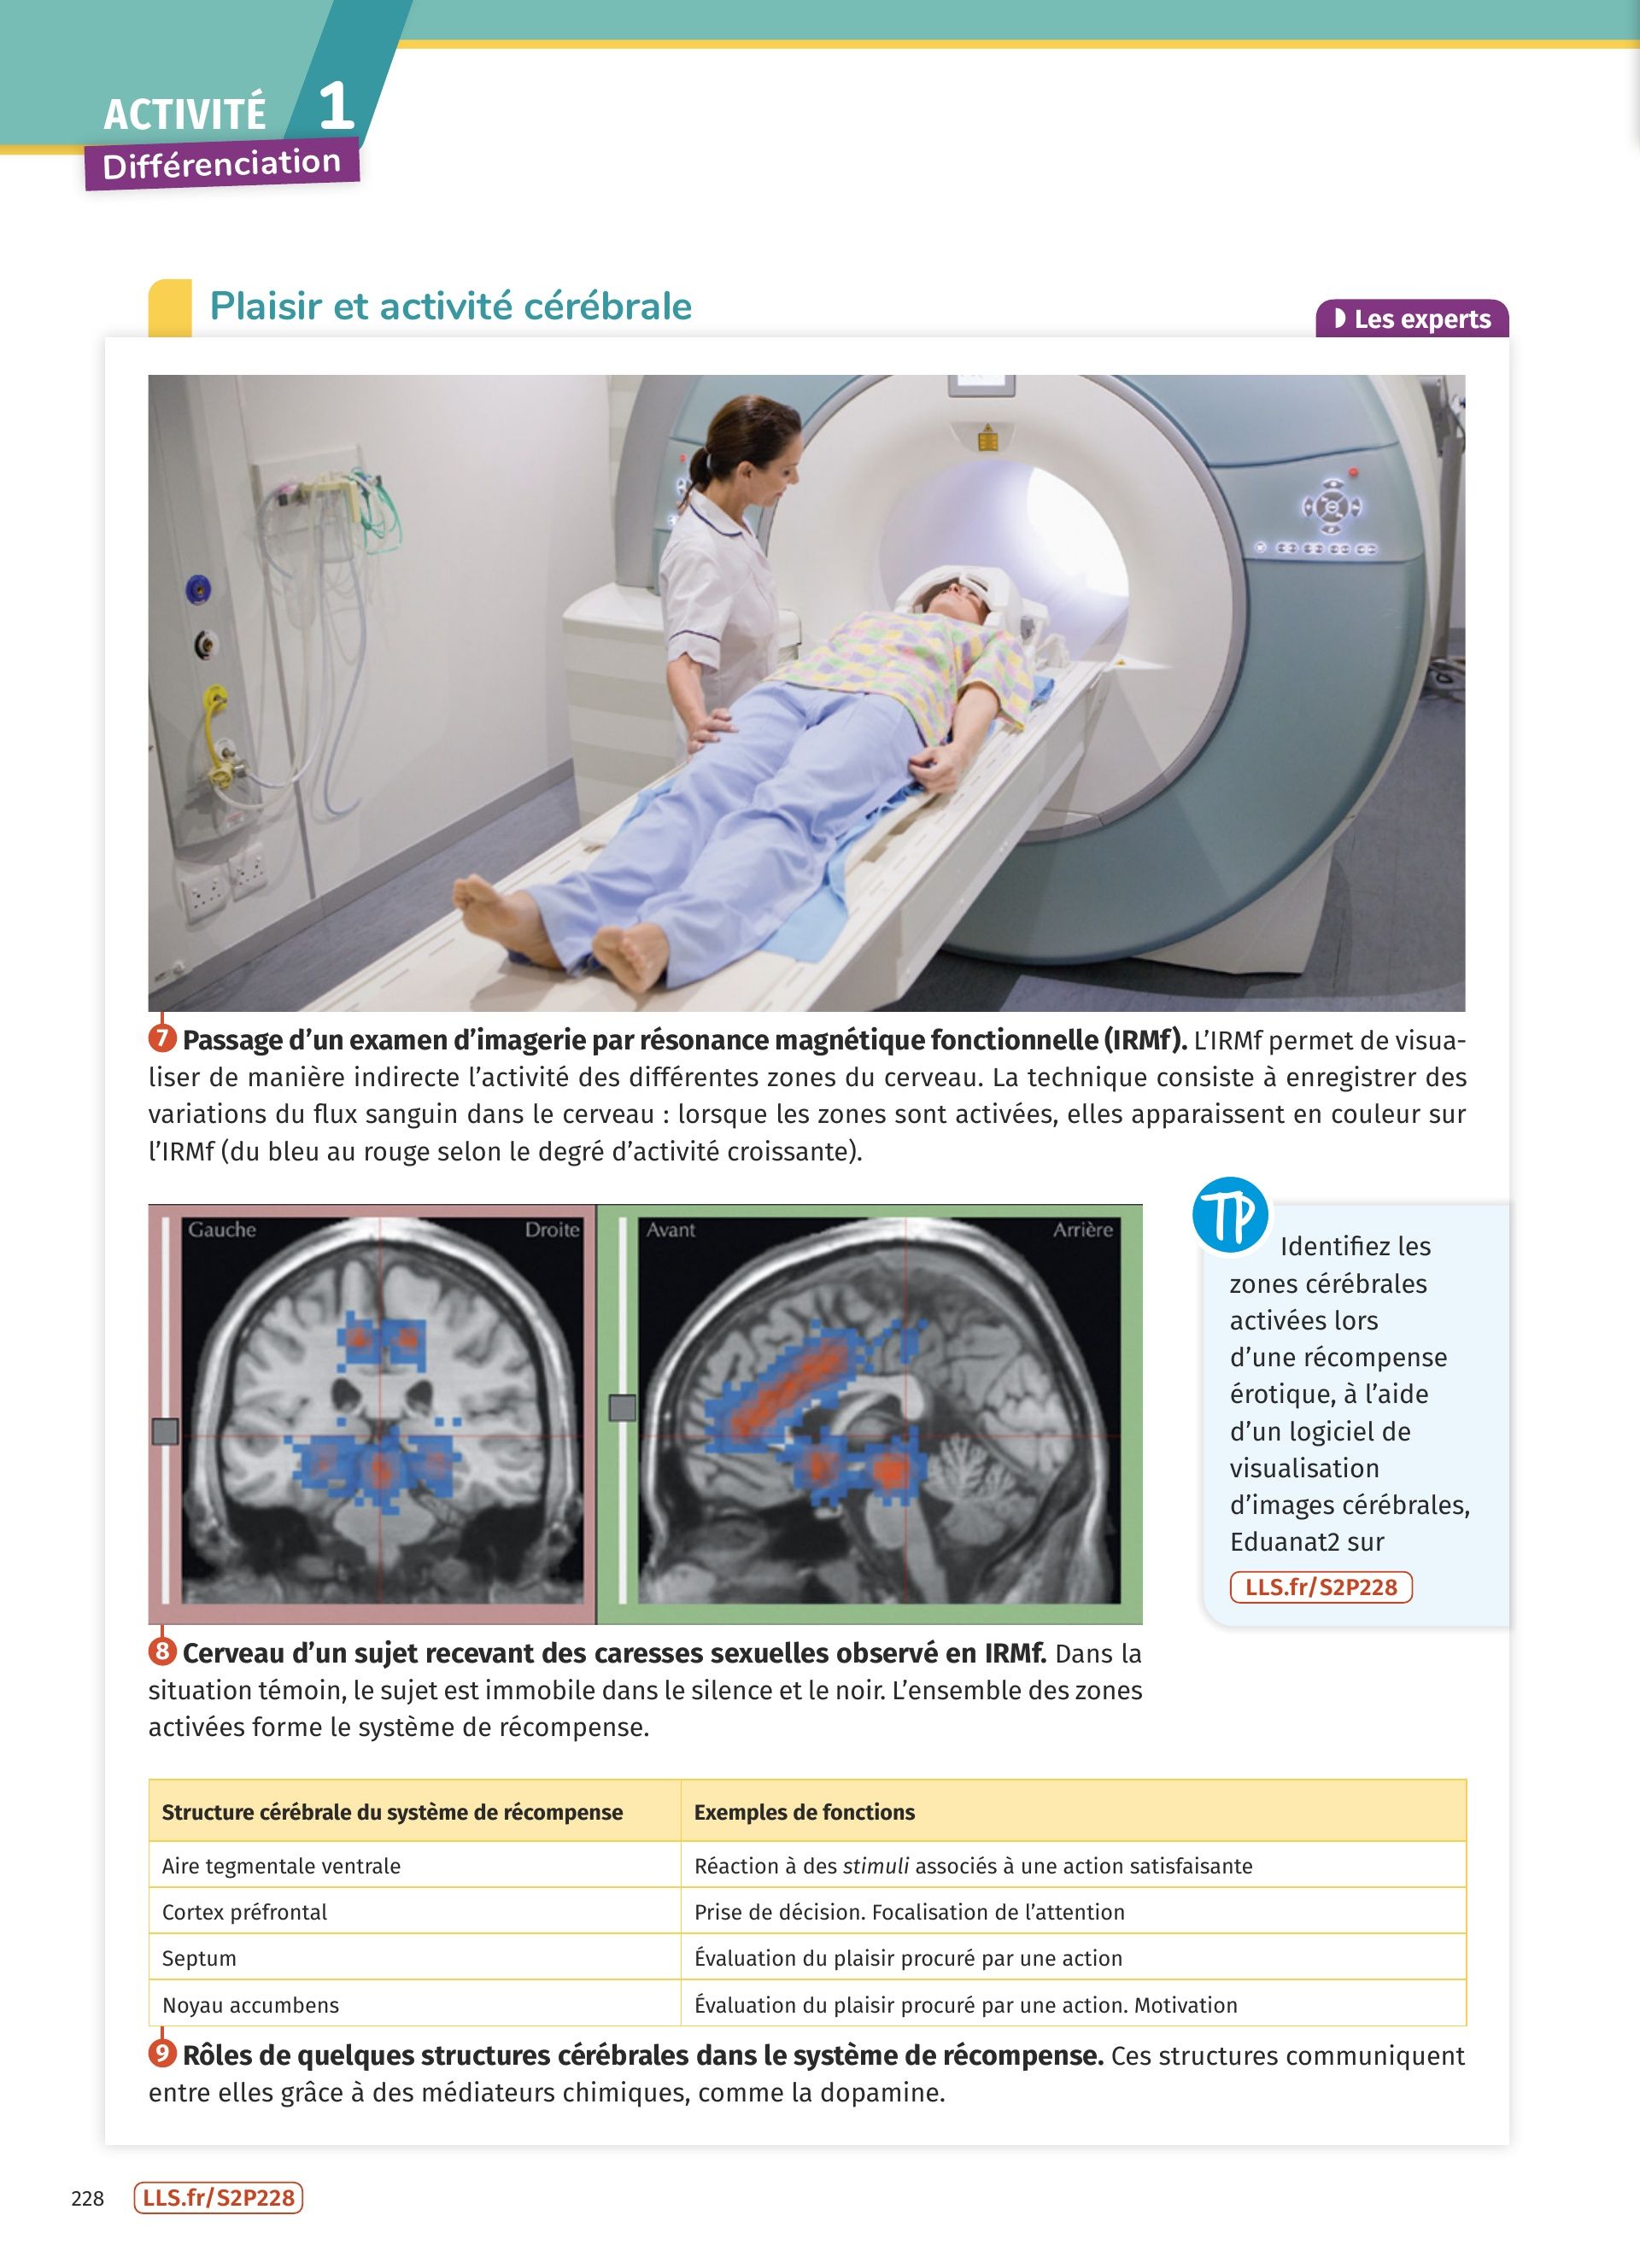 ACTIVITÉ 1
Différenciation
Plaisir et activité cérébrale
Les experts
7 Passage d’un examen d’imagerie par résonance magnétique fonctionnelle (IRMf). L’IRMf permet de visua-
liser de manière indirecte l’activité des différentes zones du cerveau. La technique consiste à enregistrer des
variations du flux sanguin dans le cerveau : lorsque les zones sont activées, elles apparaissent en couleur sur
l’IRMf (du bleu au rouge selon le degré d’activité croissante).
Gauche Droite Avant Arrière
TP
Identifiez les
zones cérébrales
activées lors
d’une récompense
érotique, à l’aide
d’un logiciel de
visualisation
d’images cérébrales,
Eduanat2 sur
LLS.fr/S2P228
8 Cerveau d’un sujet recevant des caresses sexuelles observé en IRMf. Dans la
situation témoin, le sujet est immobile dans le silence et le noir. L’ensemble des zones
activées forme le système de récompense.
Structure cérébrale du système de récompense Exemples de fonctions
Aire tegmentale ventrale Réaction à des stimuli associés à une action satisfaisante
Cortex préfrontal Prise de décision. Focalisation de l’attention
Septum Évaluation du plaisir procuré par une action
Noyau accumbens Évaluation du plaisir procuré par une action. Motivation
9 Rôles de quelques structures cérébrales dans le système de récompense. Ces structures communiquent
entre elles grâce à des médiateurs chimiques, comme la dopamine.
228 LLS.fr/S2P228